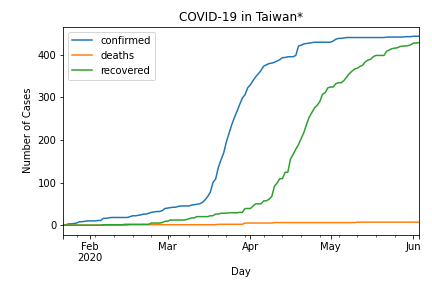 COVID-19 in Taiwan*
confirmed
deaths
recovered
400
300
200
100
0
Number of Cases
Feb
2020
Mar
Apr
May
Jun
Day